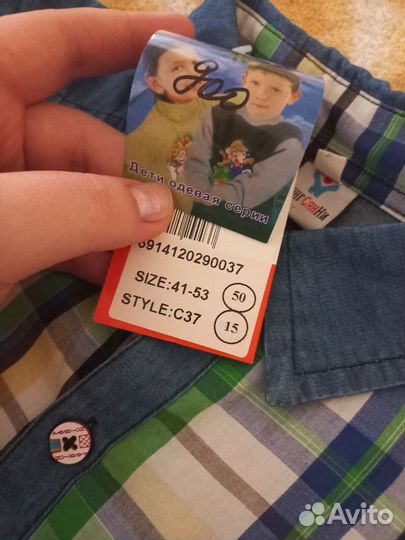 Дети одевая серии
6914120290037
SIZE:41-53
50
STYLE:C37
15
Avito